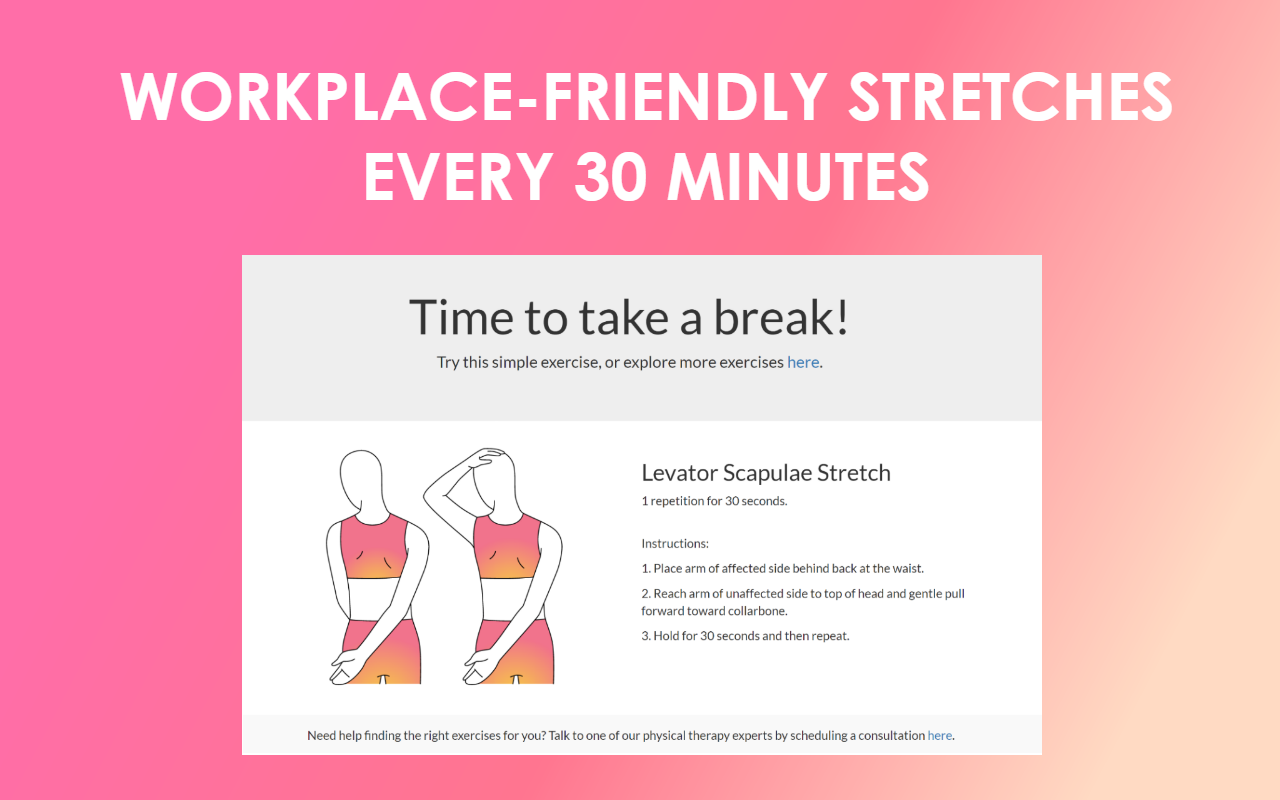 WORKPLACE-FRIENDLY STRETCHES
EVERY 30 MINUTES
Time to take a break!
Try this simple exercise, or explore more exercises here.
Levator Scapulae Stretch
1 repetition for 30 seconds.
Instructions:
1. Place arm of affected side behind back at the waist.
2. Reach arm of unaffected side to top of head and gentle pull
forward toward collarbone.
3. Hold for 30 seconds and then repeat.
Need help finding the right exercises for you? Talk to one of our physical therapy experts by scheduling a consultation here.